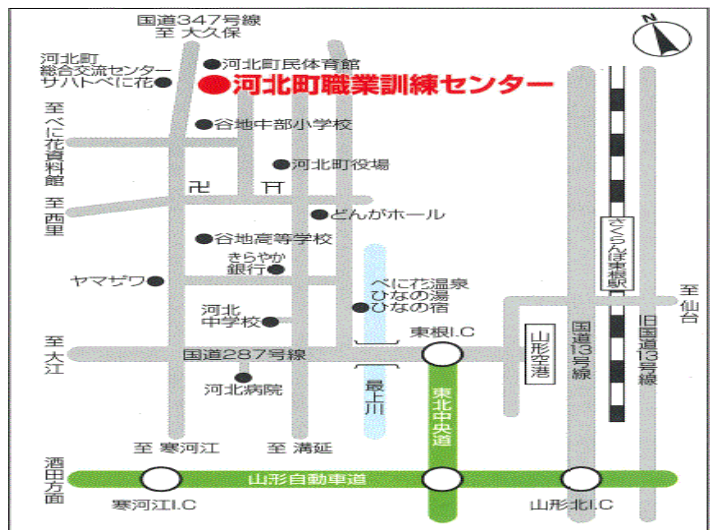 国道347号線
至 大久保
N
河北町
総合交流センター
サハトべに花
河北町民体育館
河北町職業訓練センター
至べに花資料館
谷地中部小学校
河北町役場
卍
至西里
どんがホール
谷地高等学校
きらやか
銀行
さくらんぼ東根駅
ヤマザワ
べに花温泉
ひなの湯
ひなの宿
至仙台
河北
中学校
東根I.C
至大江
国道287号線
山形空港
国道13号線
旧国道13号線
河北病院
最上川
東北中央道
至 寒河江
至 溝延
酒田方面
山形自動車道
寒河江I.C
山形北I.C